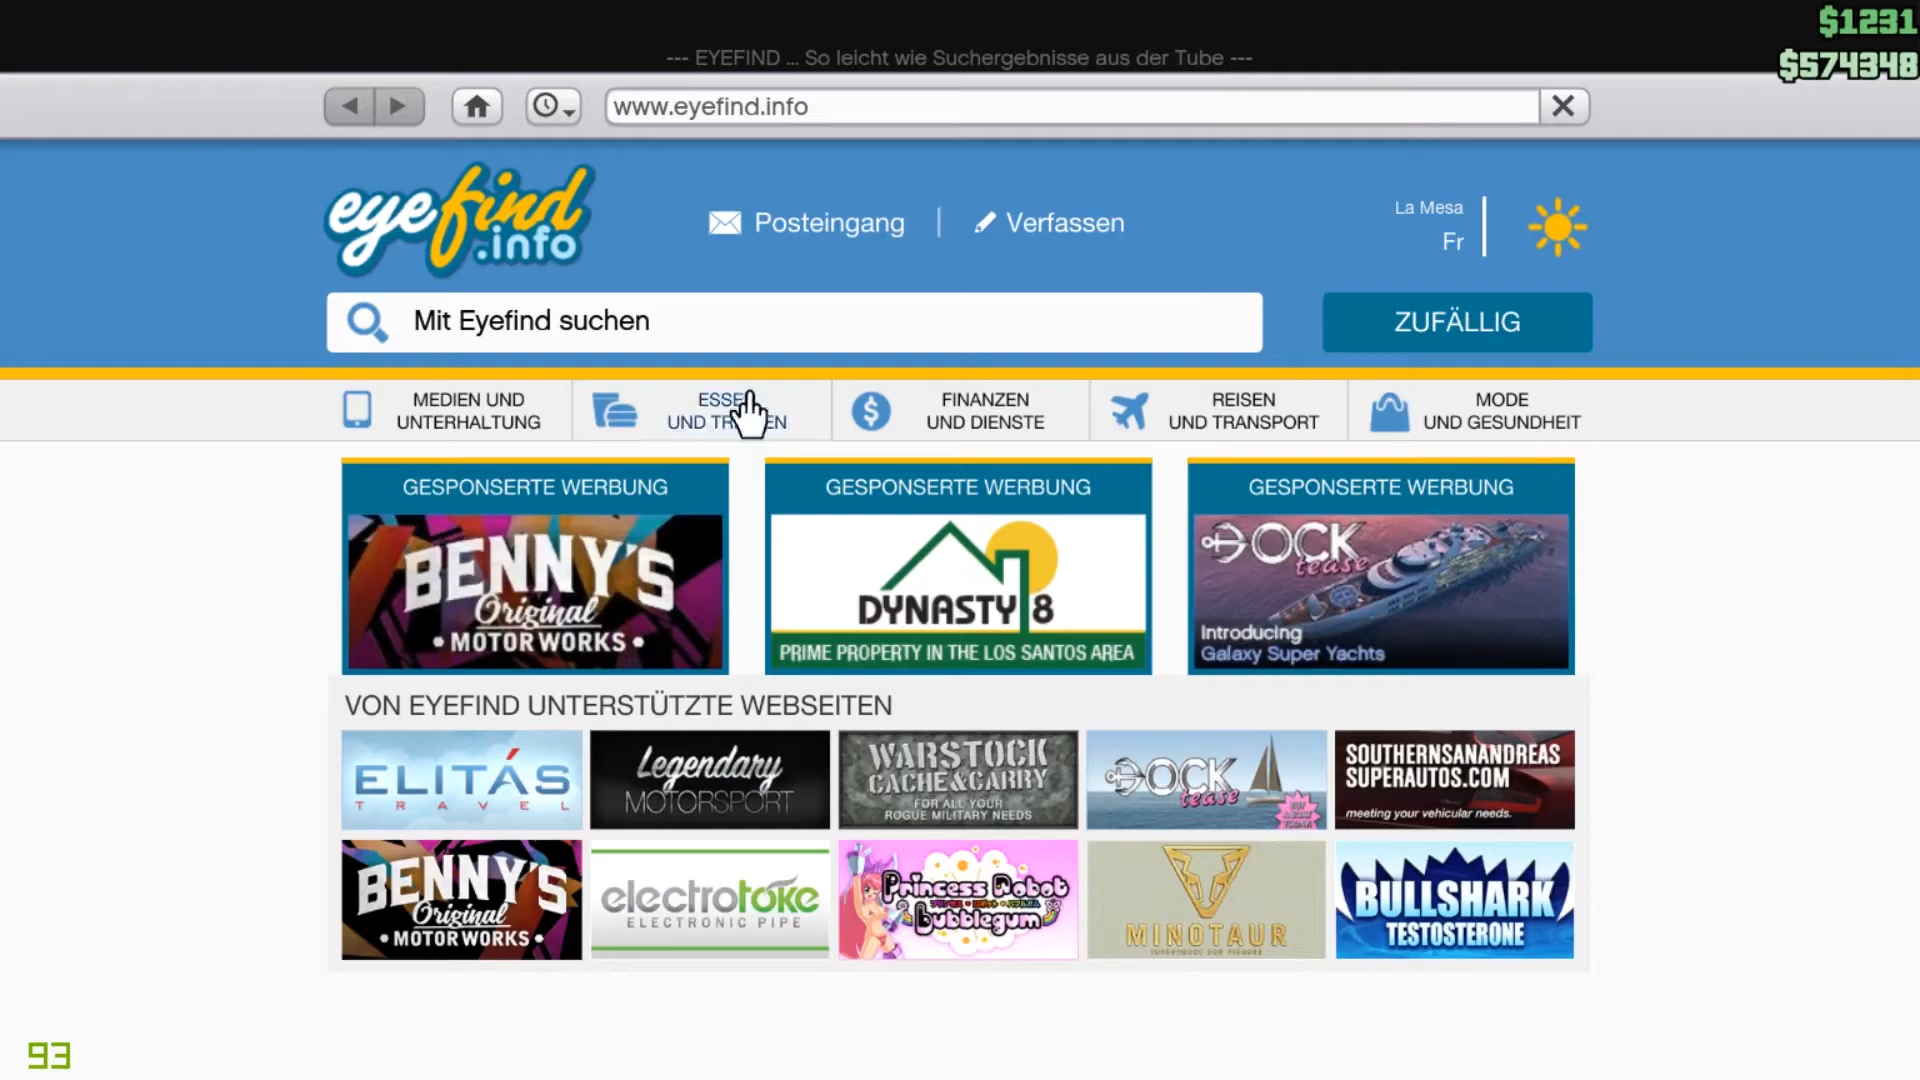 $1231
--- EYEFIND ... So leicht wie Suchergebnisse aus der Tube ---
$574348
www.eyefind.info
eyefind.info
Posteingang
Verfassen
La Mesa
Fr
Mit Eyefind suchen
ZUFÄLLIG
MEDIEN UND
UNTERHALTUNG
ESSE
UND TR EN
FINANZEN
UND DIENSTE
REISEN
UND TRANSPORT
MODE
UND GESUNDHEIT
GESPONSERTE WERBUNG
BENNY'S
Original
• MOTOR WORKS •
GESPONSERTE WERBUNG
DYNASTY 8
PRIME PROPERTY IN THE LOS SANTOS AREA
GESPONSERTE WERBUNG
DOCK
tease
Introducing
Galaxy Super Yachts
VON EYEFIND UNTERSTÜTZTE WEBSEITEN
ELITÁS
TRAVEL
Legendary
MOTORSPORT
WARSTOCK
CACHE & CARRY
FOR ALL YOUR
ROGUE MILITARY NEEDS
DOCK
tease
BUY
A BOAT
TODAY!
SOUTHERNSANANDREAS
SUPERAUTOS.COM
meeting your vehicular needs.
BENNY'S
Original
• MOTOR WORKS •
electrotoke
ELECTRONIC PIPE
Princess Robot
Bubblegum
MINOTAUR
BULLSHARK
TESTOSTERONE
93